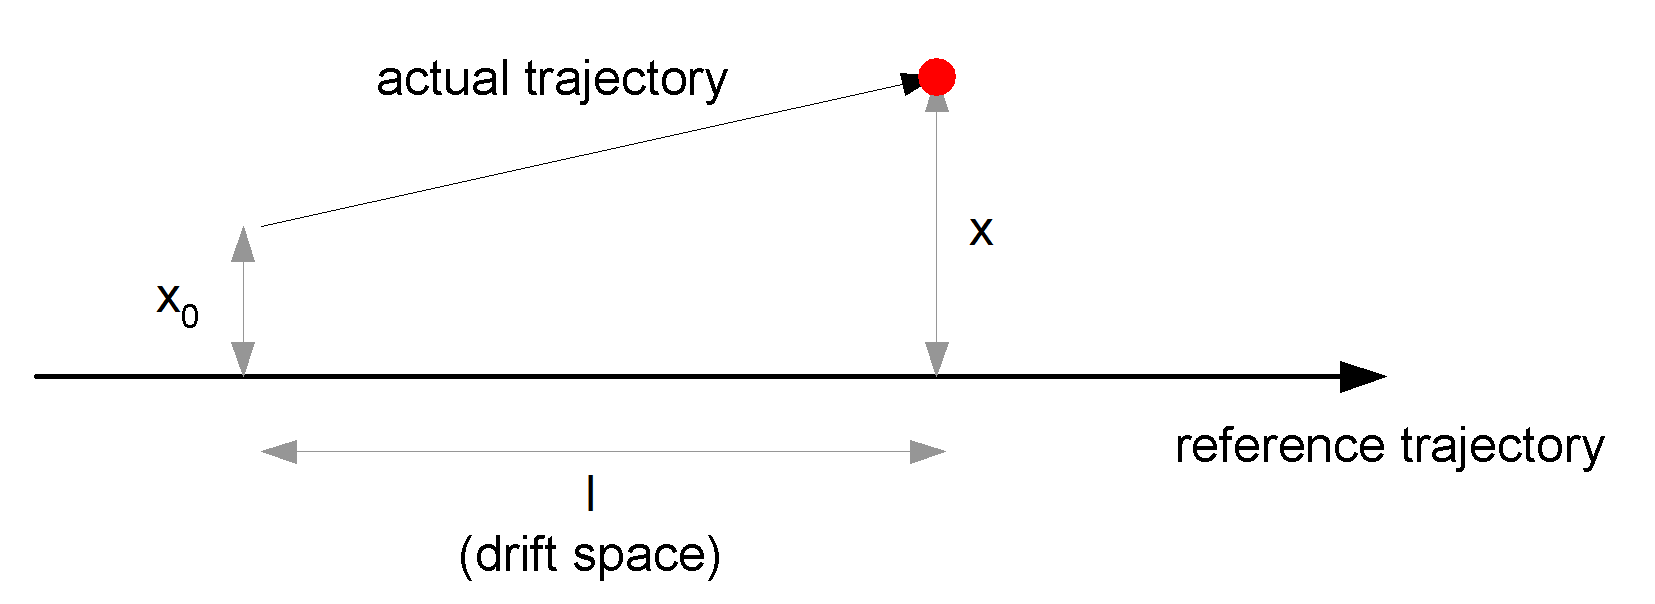 actual trajectory
x
x₀
reference trajectory
l
(drift space)